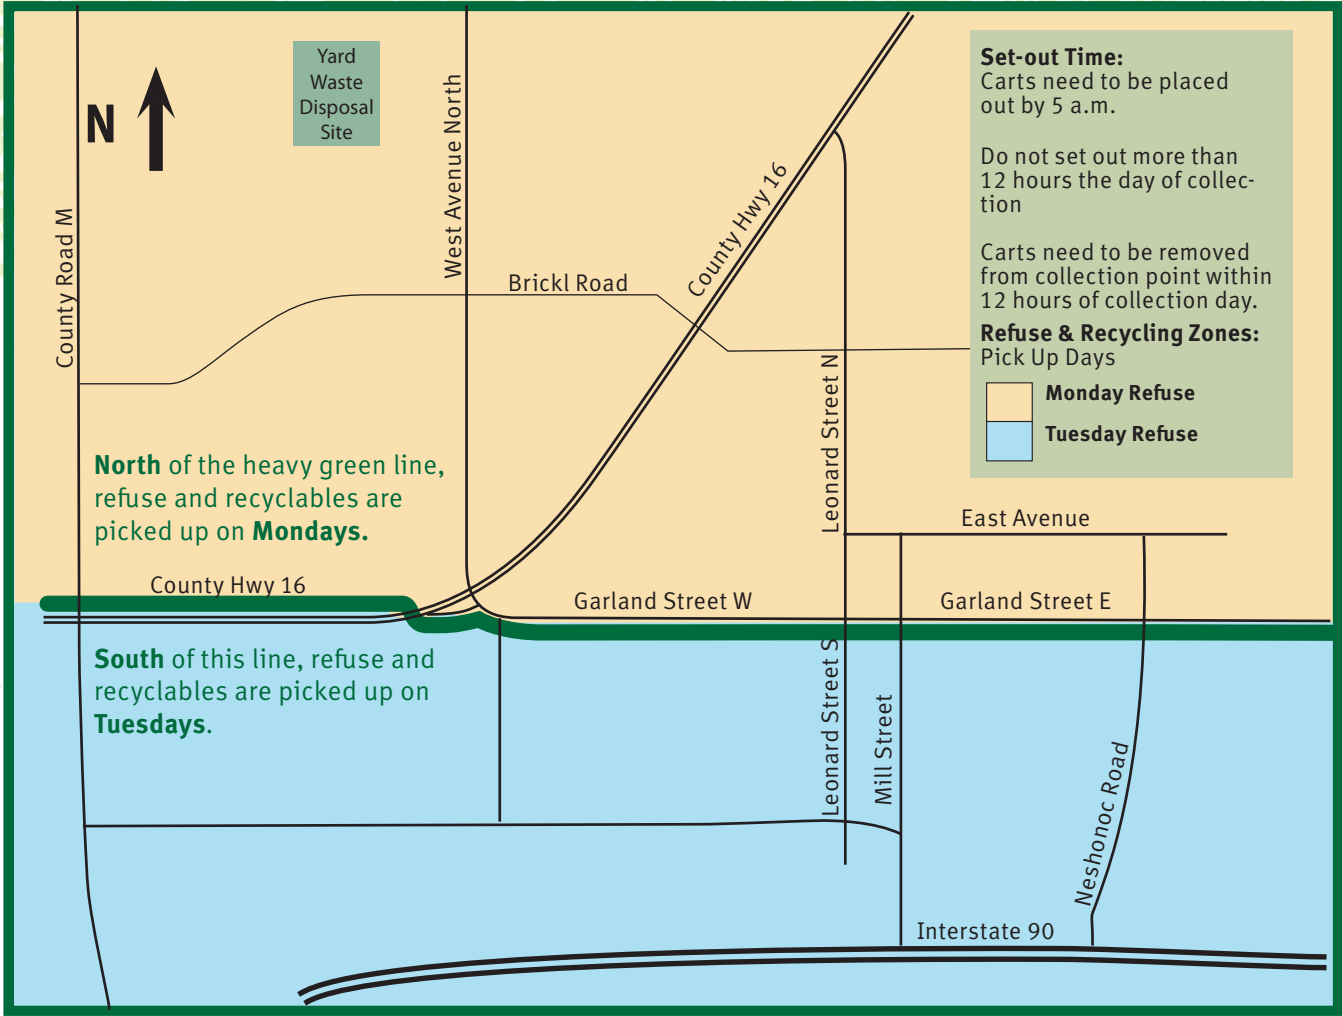 Yard
Waste
Disposal
Site
N
County Road M
West Avenue North
County Hwy 16
Brickl Road
Set-out Time:
Carts need to be placed
out by 5 a.m.
Do not set out more than
12 hours the day of collec-
tion
Carts need to be removed
from collection point within
12 hours of collection day.
Refuse & Recycling Zones:
Pick Up Days
Monday Refuse
Tuesday Refuse
Leonard Street N
North of the heavy green line,
refuse and recyclables are
picked up on Mondays.
East Avenue
County Hwy 16
Garland Street W
Garland Street E
South of this line, refuse and
recyclables are picked up on
Tuesdays.
Leonard Street S
Mill Street
Neshonoc Road
Interstate 90